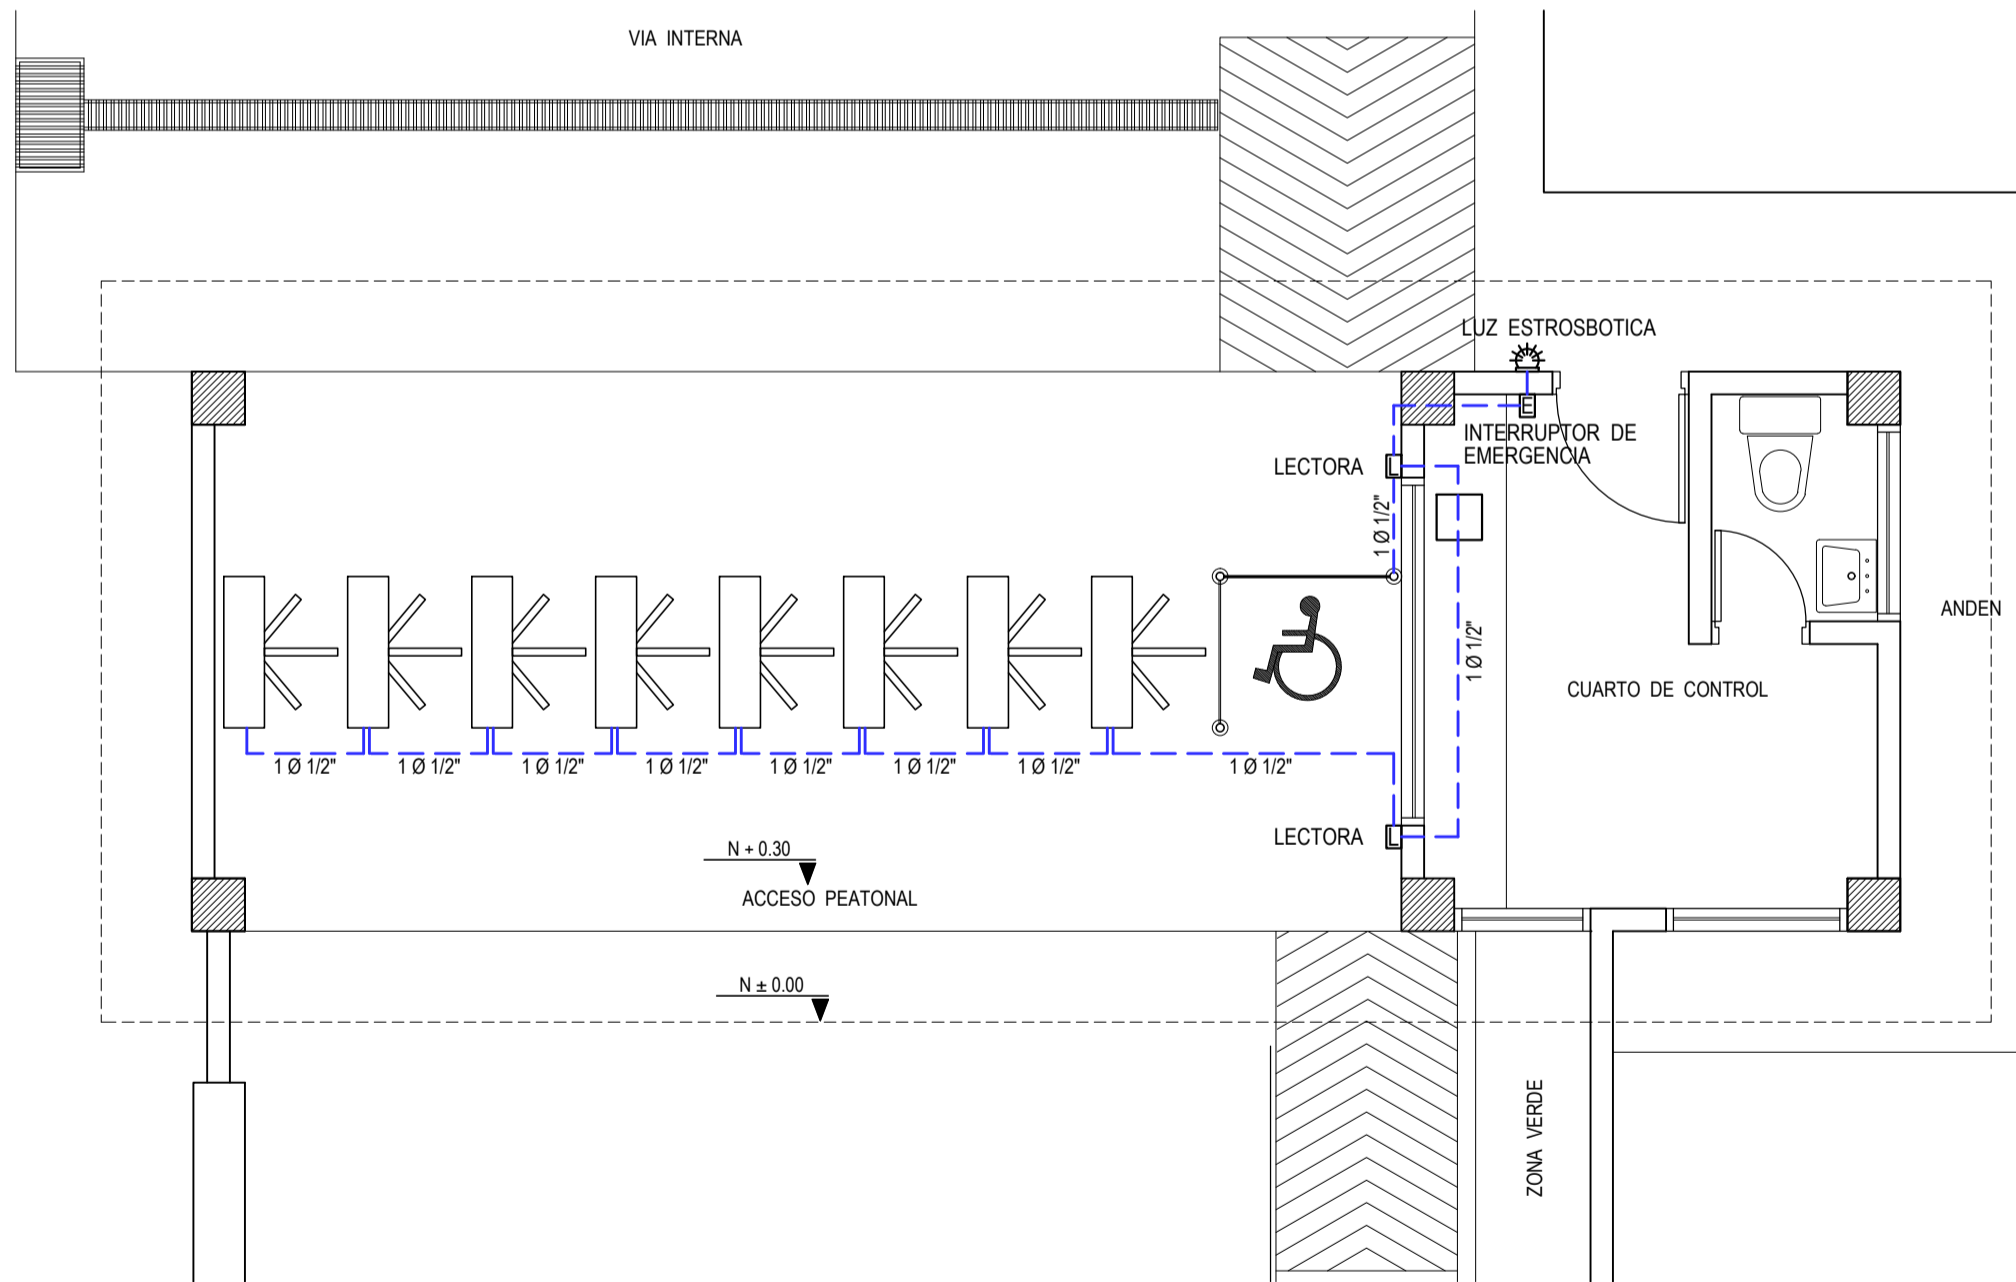 VIA INTERNA
LUZ ESTROSBOTICA
E
INTERRUPTOR DE
EMERGENCIA
LECTORA
L
1 Ø 1/2"
1 Ø 1/2"
ANDEN
CUARTO DE CONTROL
1 Ø 1/2"
1 Ø 1/2"
1 Ø 1/2"
1 Ø 1/2"
1 Ø 1/2"
1 Ø 1/2"
1 Ø 1/2"
1 Ø 1/2"
LECTORA
L
N + 0.30
ACCESO PEATONAL
N ± 0.00
ZONA VERDE